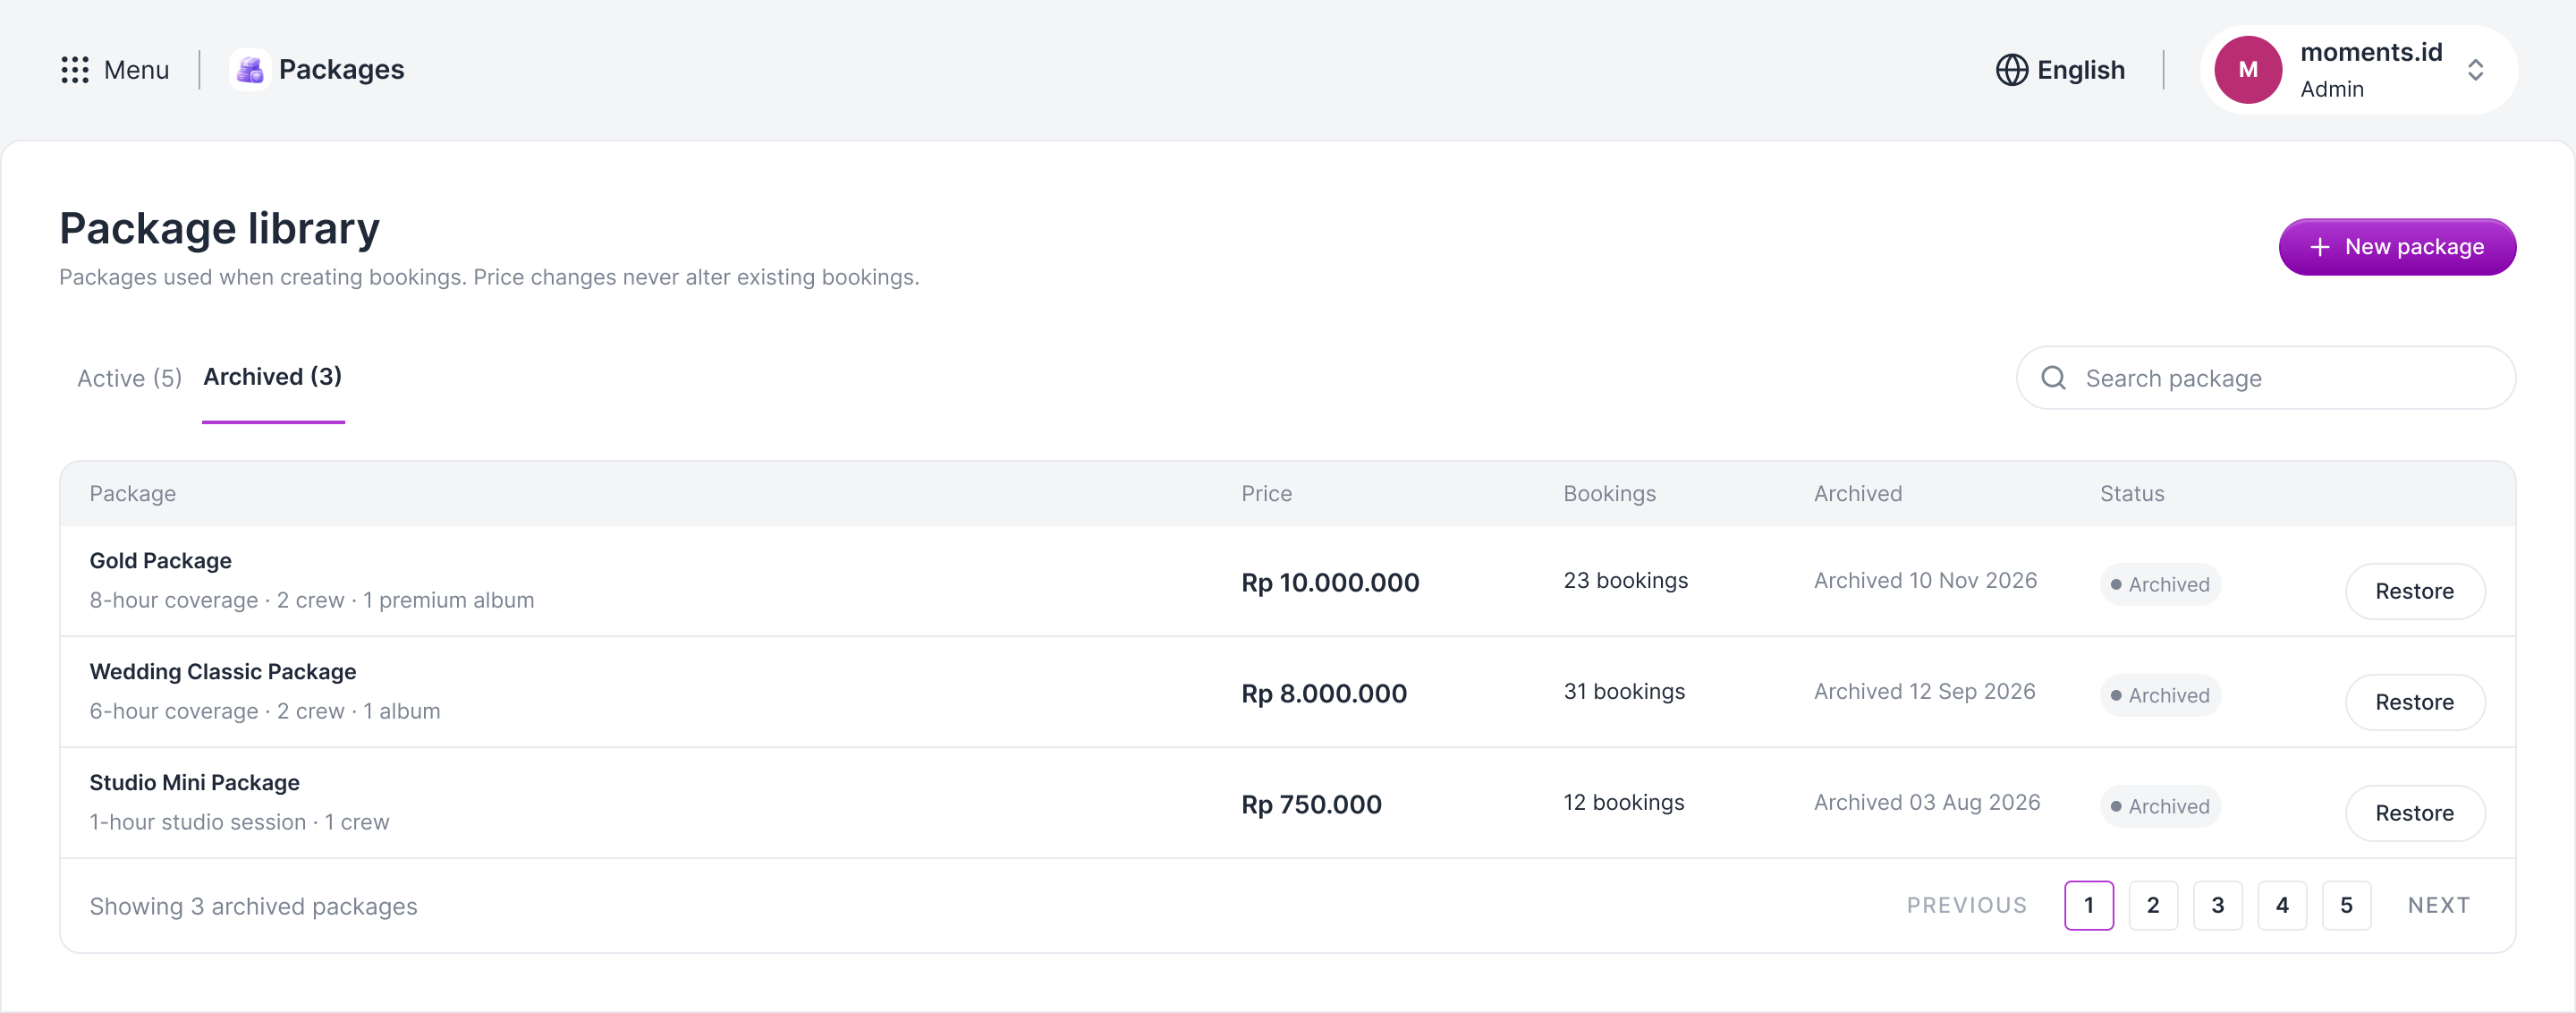 Menu
Packages
English
M
moments.id
Admin
Package library
Packages used when creating bookings. Price changes never alter existing bookings.
New package
Active (5)
Archived (3)
Search package
Package Price Bookings Archived Status
Gold Package
8-hour coverage · 2 crew · 1 premium album
Rp 10.000.000
23 bookings
Archived 10 Nov 2026
Archived
Restore
Wedding Classic Package
6-hour coverage · 2 crew · 1 album
Rp 8.000.000
31 bookings
Archived 12 Sep 2026
Archived
Restore
Studio Mini Package
1-hour studio session · 1 crew
Rp 750.000
12 bookings
Archived 03 Aug 2026
Archived
Restore
Showing 3 archived packages
PREVIOUS 1 2 3 4 5 NEXT